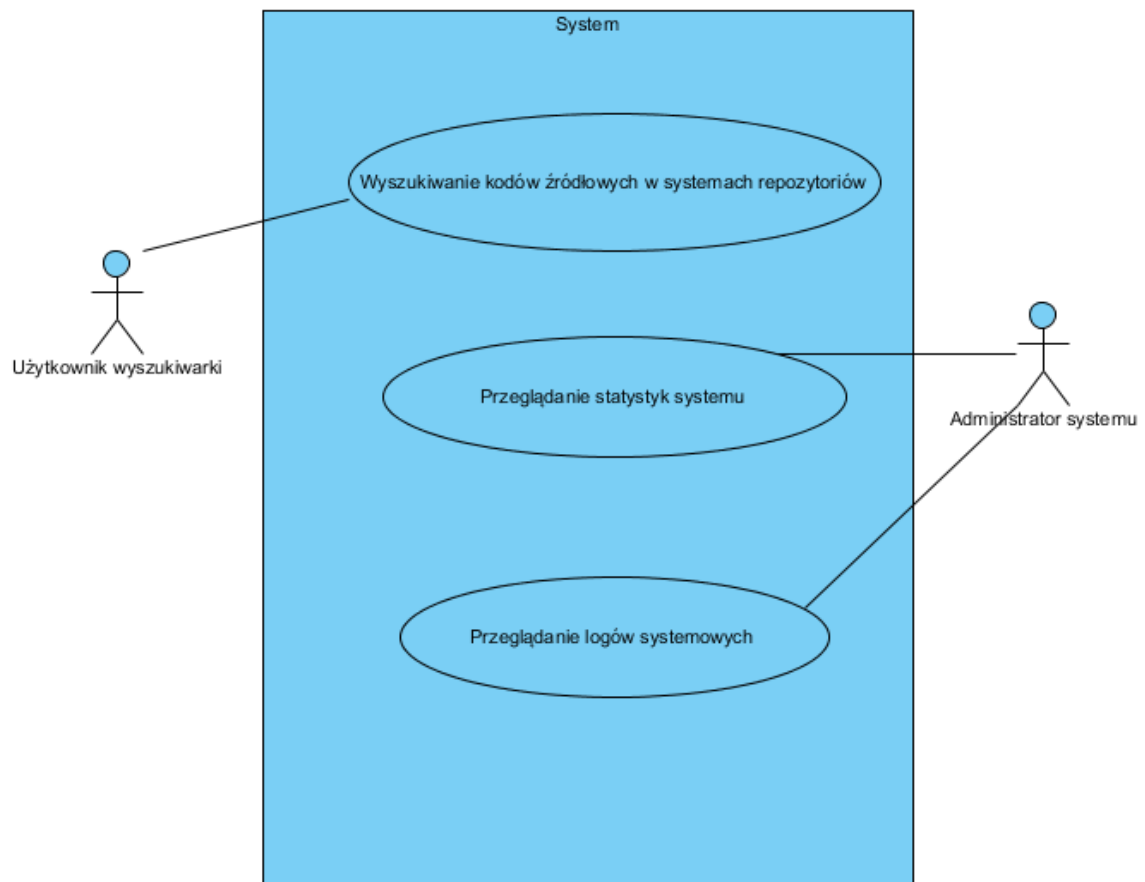 System
Wyszukiwanie kodów źródłowych w systemach repozytoriów
Użytkownik wyszukiwarki
Przeglądanie statystyk systemu
Administrator systemu
Przeglądanie logów systemowych